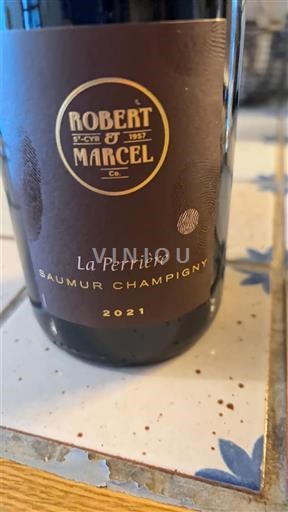 ROBERT
ST-CYR & 1957
MARCEL
Co.
VINIOU
La Perrière
SAUMUR CHAMPIGNY
2021